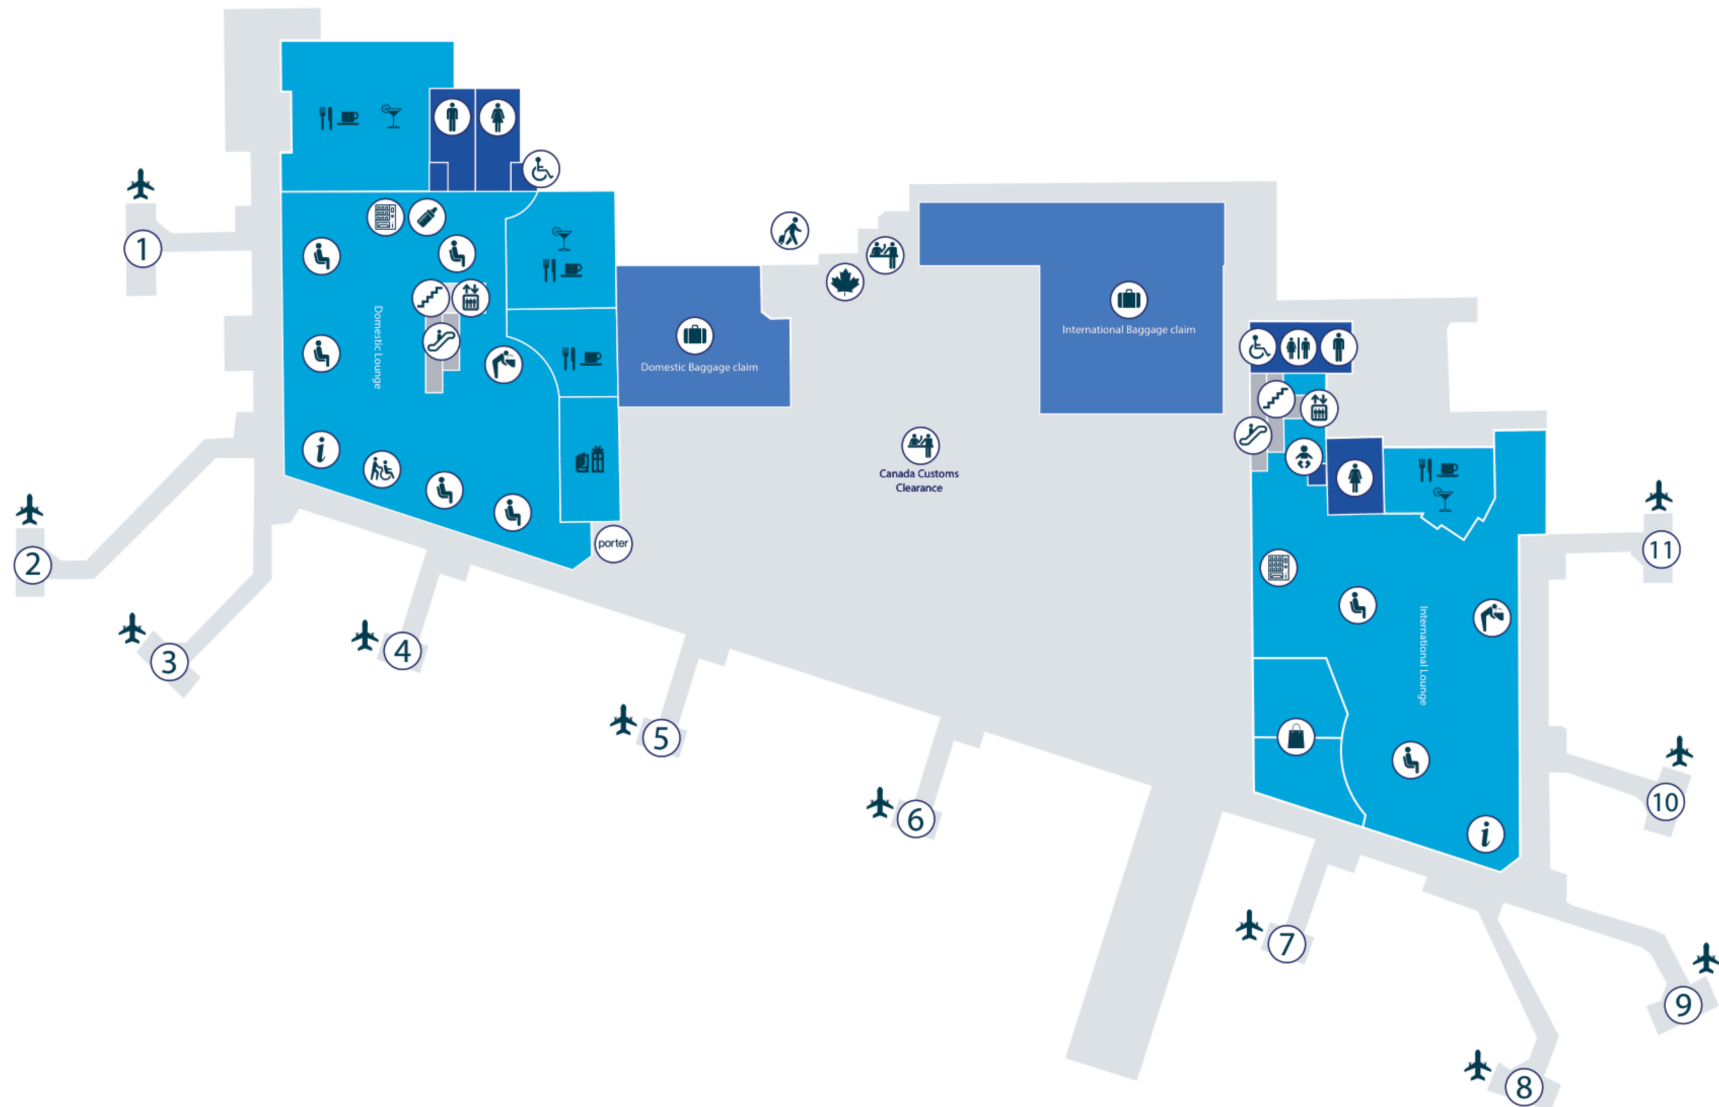 1
Domestic Lounge
Domestic Baggage claim
International Baggage claim
Canada Customs
Clearance
i
porter
2
3
4
5
6
International Lounge
11
10
i
7
9
8